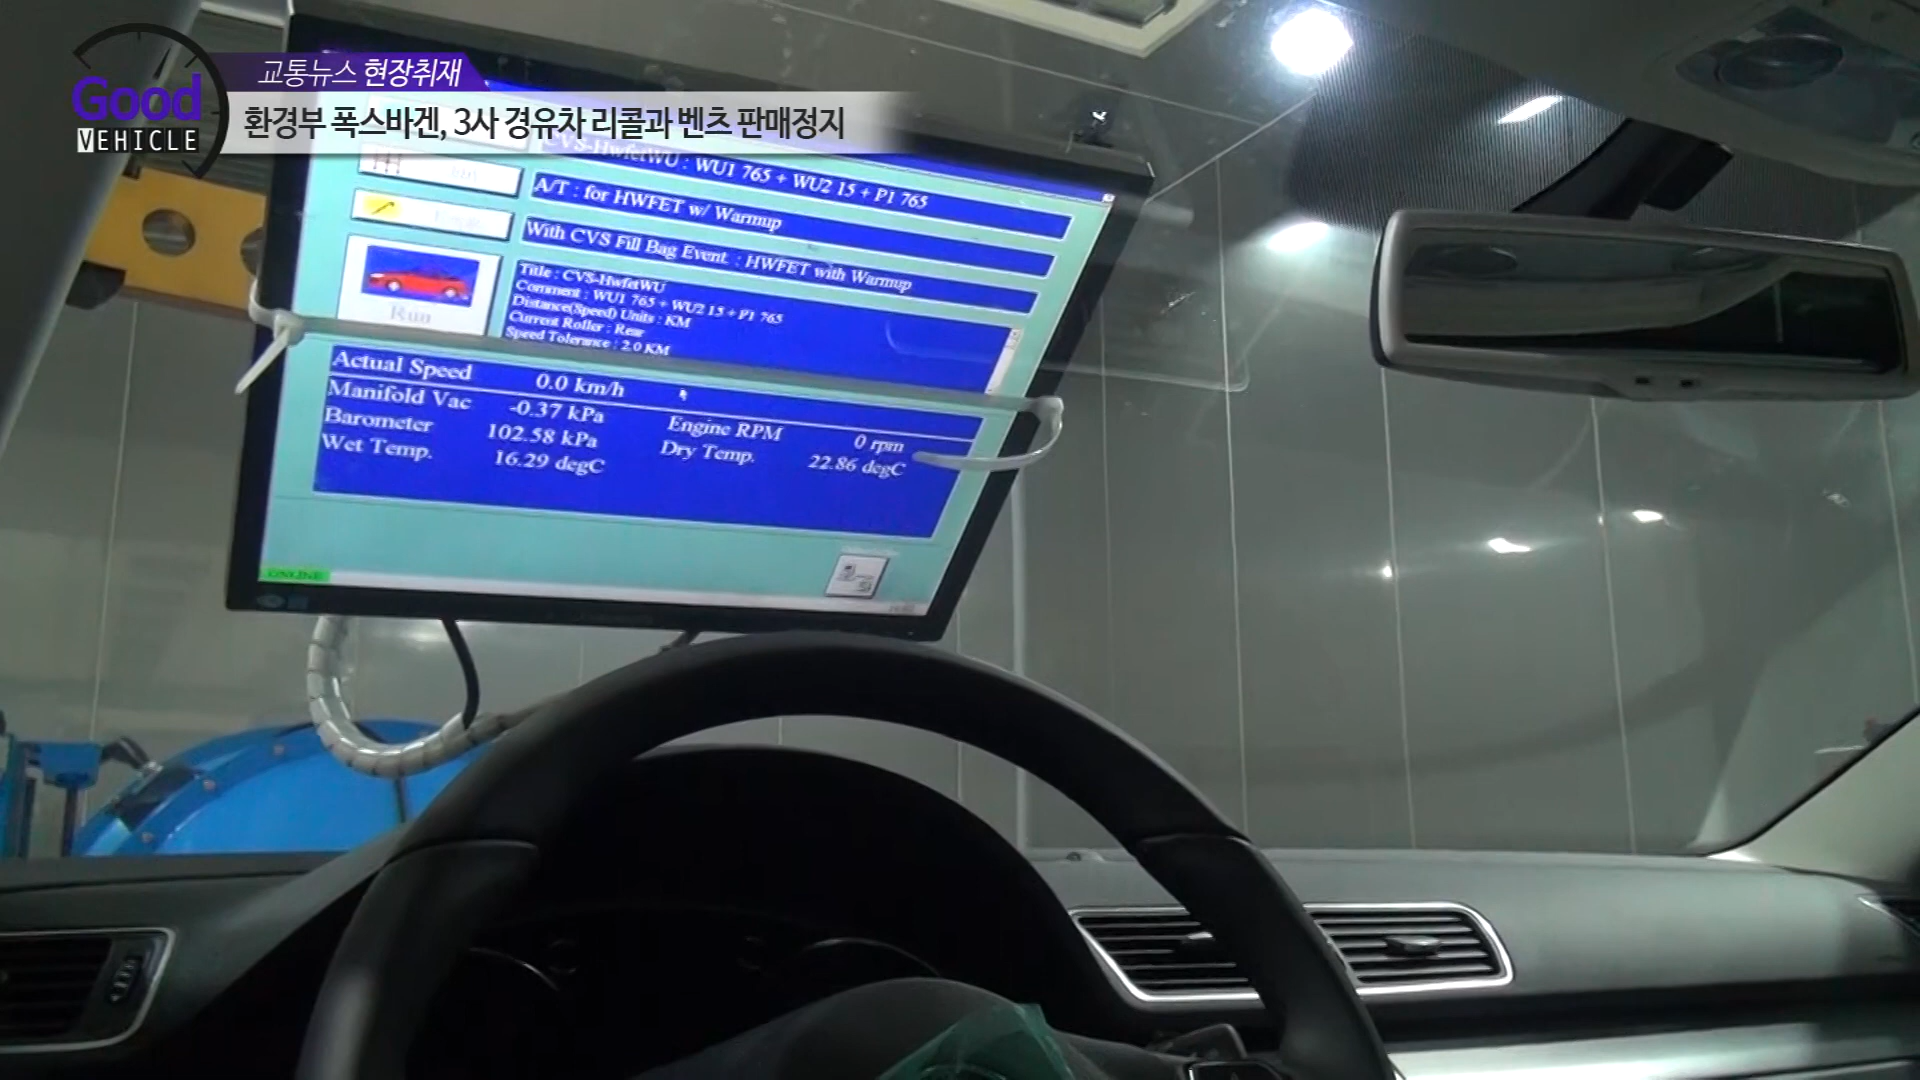 교통뉴스 현장취재
Good
VEHICLE
환경부 폭스바겐, 3사 경유차 리콜과 벤츠 판매정지
CVS-HwfetWU : WU1 765 + WU2 15 + P1 765
A/T : for HWFET w/ Warmup
With CVS Fill Bag Event : HWFET with Warmup
Title : CVS-HwfetWU
Comment : WU1 765 + WU2 15 + P1 765
Distance(Speed) Units : KM
Current Roller : Rear
Speed Tolerance : 2.0 KM
Run
Actual Speed 0.0 km/h
Manifold Vac -0.37 kPa Engine RPM 0 rpm
Barometer 102.58 kPa Dry Temp. 22.86 degC
Wet Temp. 16.29 degC
ONLINE